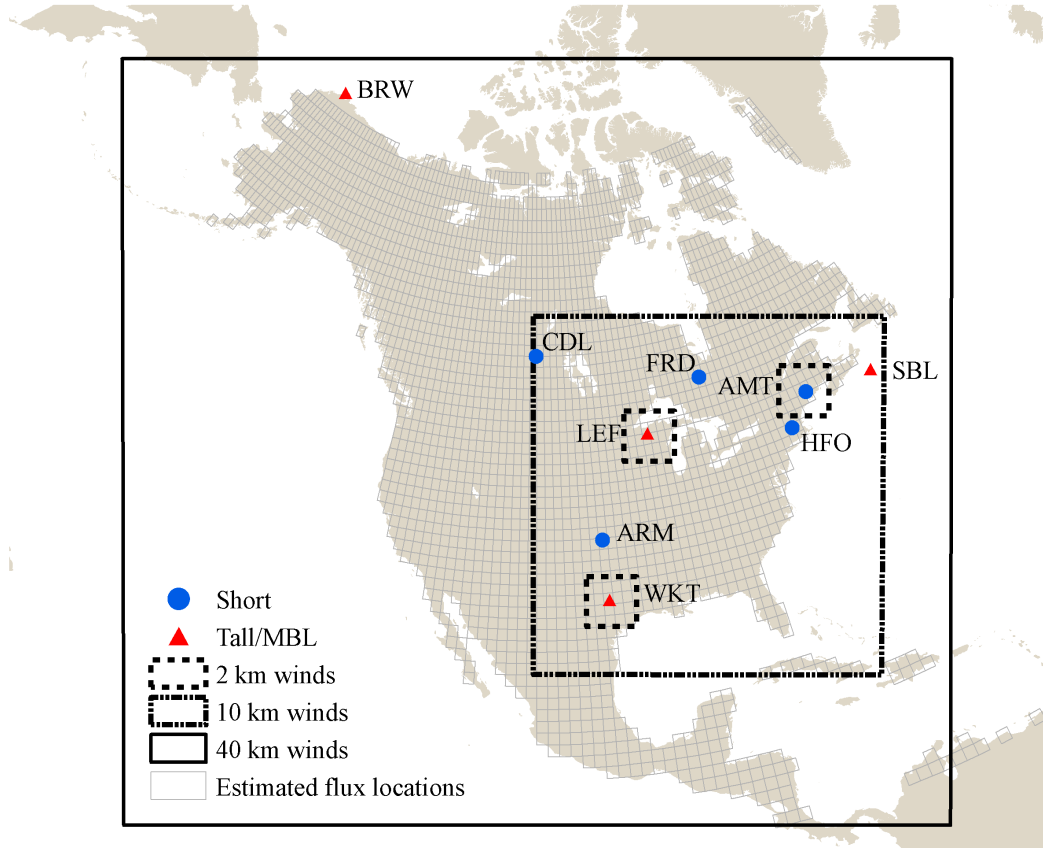 BRW
CDL
FRD
AMT
SBL
LEF
HFO
ARM
WKT
Short
Tall/MBL
2 km winds
10 km winds
40 km winds
Estimated flux locations